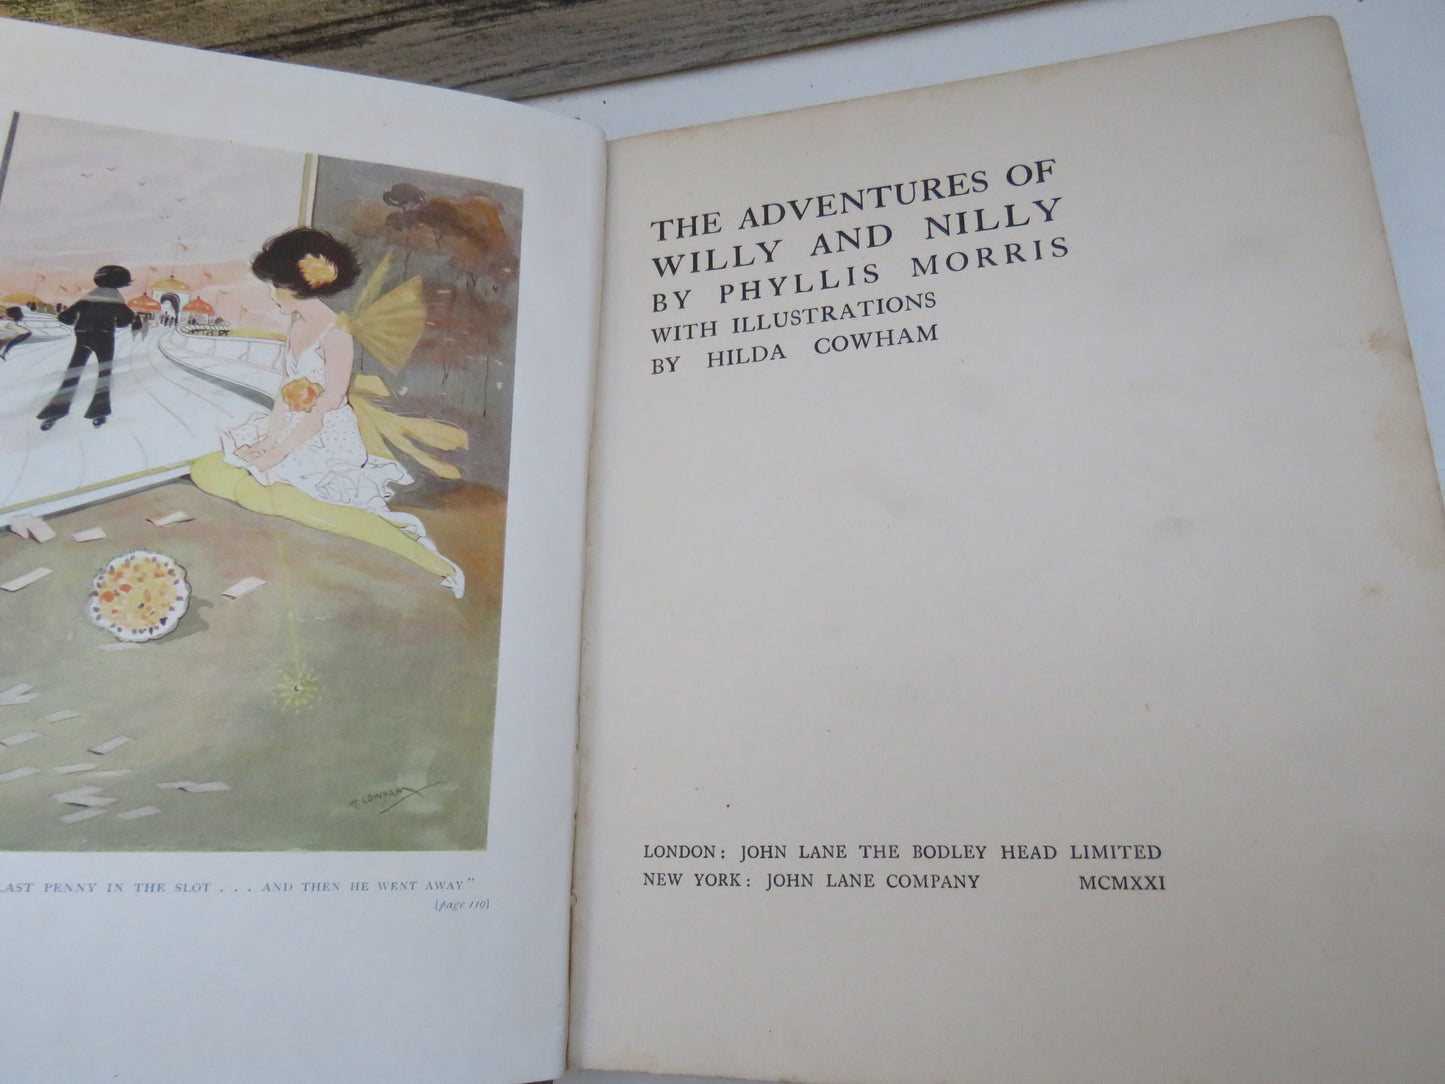 H. COWHAM
LAST PENNY IN THE SLOT . . . AND THEN HE WENT AWAY"
[page 119]
THE ADVENTURES OF
WILLY AND NILLY
BY PHYLLIS MORRIS
WITH ILLUSTRATIONS
BY HILDA COWHAM
LONDON: JOHN LANE THE BODLEY HEAD LIMITED
NEW YORK: JOHN LANE COMPANY MCMXXI